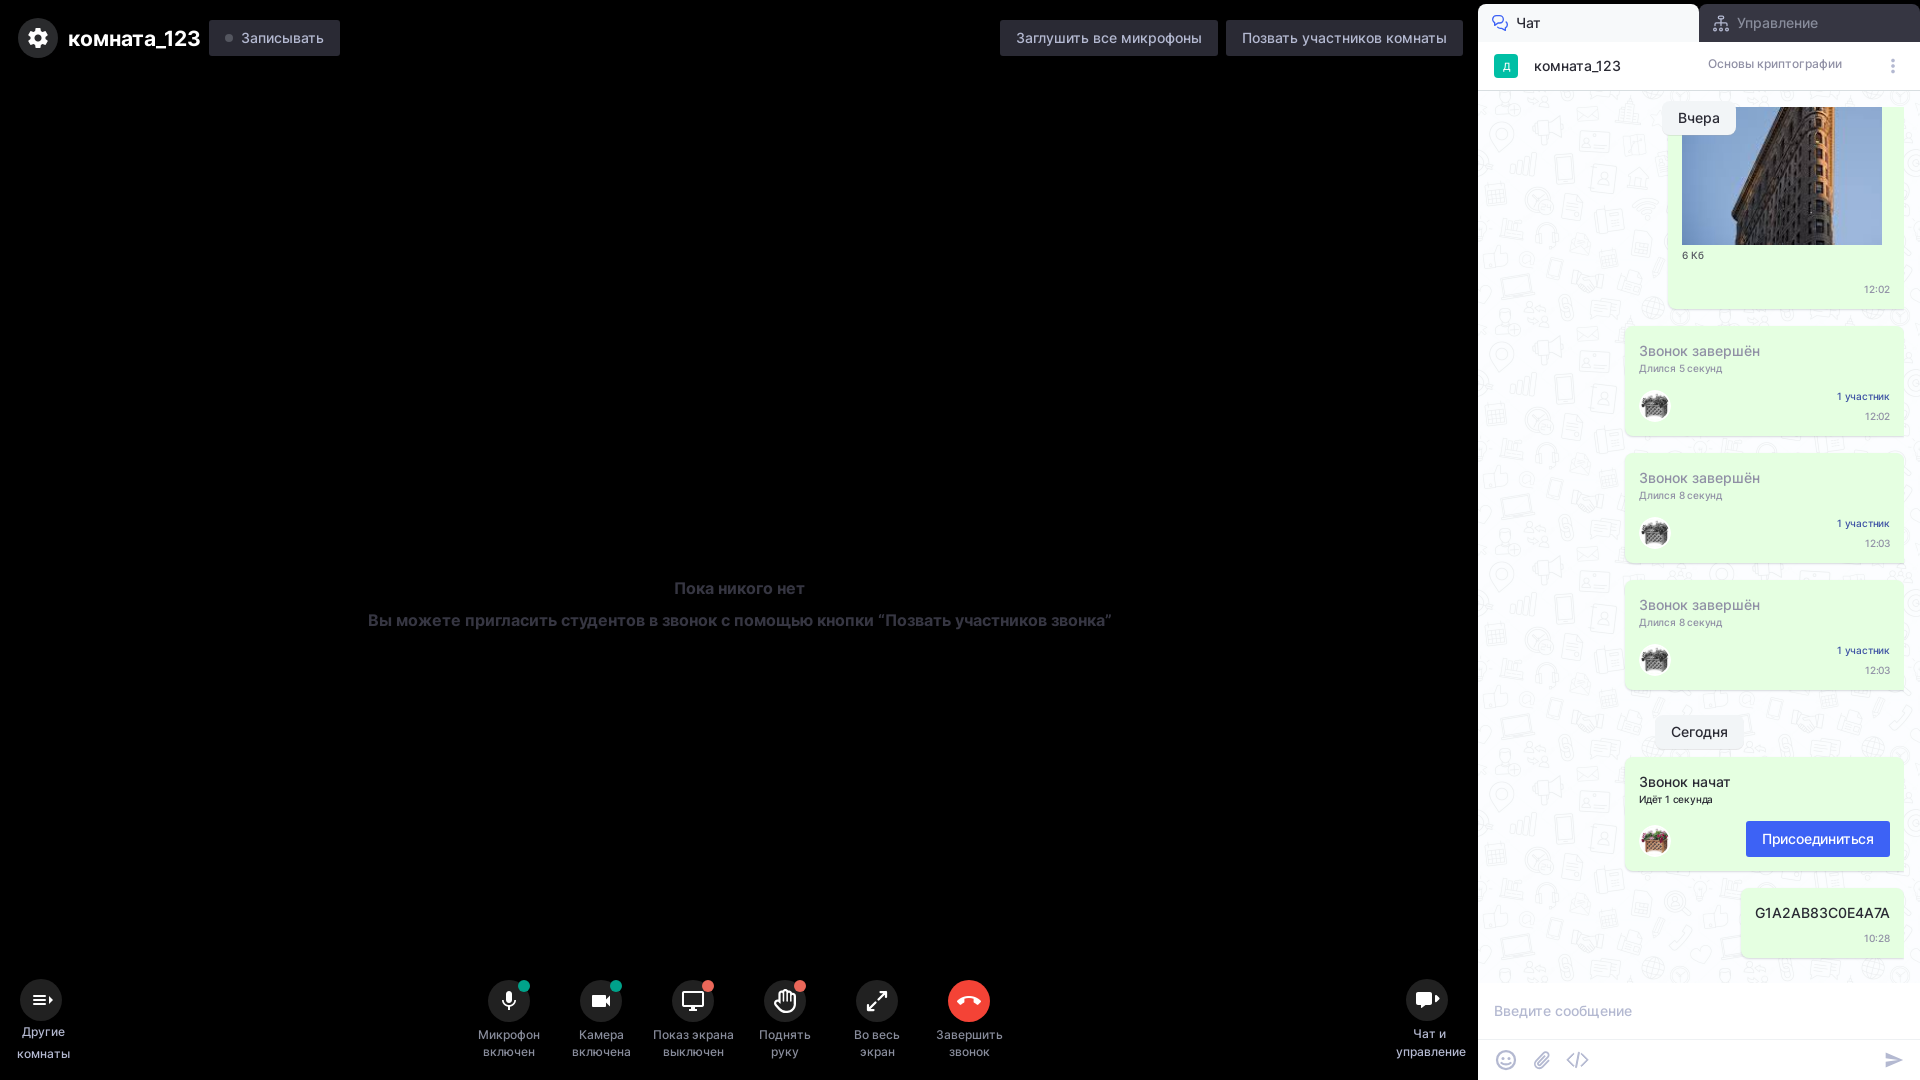 комната_123
Записывать
Заглушить все микрофоны
Позвать участников комнаты
Чат
Управление
Д
комната_123
Основы криптографии
Вчера
6 Кб
12:02
Звонок завершён
Длился 5 секунд
1 участник
12:02
Звонок завершён
Длился 8 секунд
1 участник
12:03
Звонок завершён
Длился 8 секунд
1 участник
12:03
Сегодня
Звонок начат
Идёт 1 секунда
Присоединиться
G1A2AB83C0E4A7A
10:28
Пока никого нет
Вы можете пригласить студентов в звонок с помощью кнопки “Позвать участников звонка”
Другие
комнаты
Микрофон
включен
Камера
включена
Показ экрана
выключен
Поднять
руку
Во весь
экран
Завершить
звонок
Чат и
управление
Введите сообщение